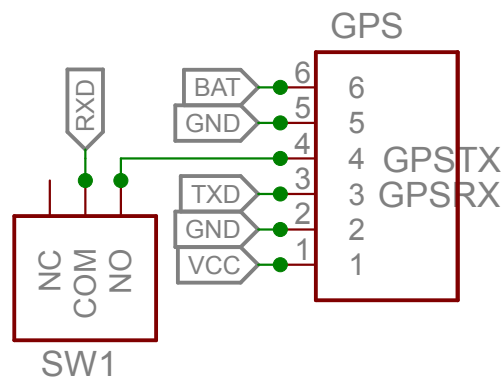 GPS
RXD
BAT 6 6
GND 5 5
4 4 GPSTX
TXD 3 3 GPSRX
GND 2 2
VCC 1 1
NC COM NO
SW1